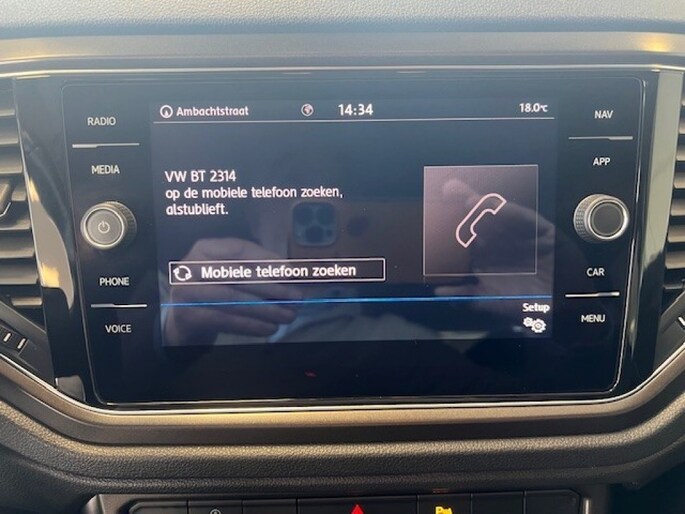 Ambachtstraat 14:34 18.0°C
RADIO
MEDIA
PHONE
VOICE
VW BT 2314
op de mobiele telefoon zoeken,
alstublieft.
Mobiele telefoon zoeken
Setup
NAV
APP
CAR
MENU